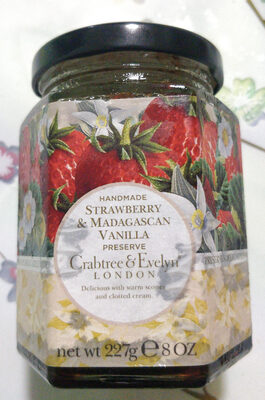 HANDMADE
STRAWBERRY
& MADAGASCAN
VANILLA
PRESERVE
Crabtree & Evelyn
LONDON
Delicious with warm scones
and clotted cream.
net wt 227g ℮ 8 OZ